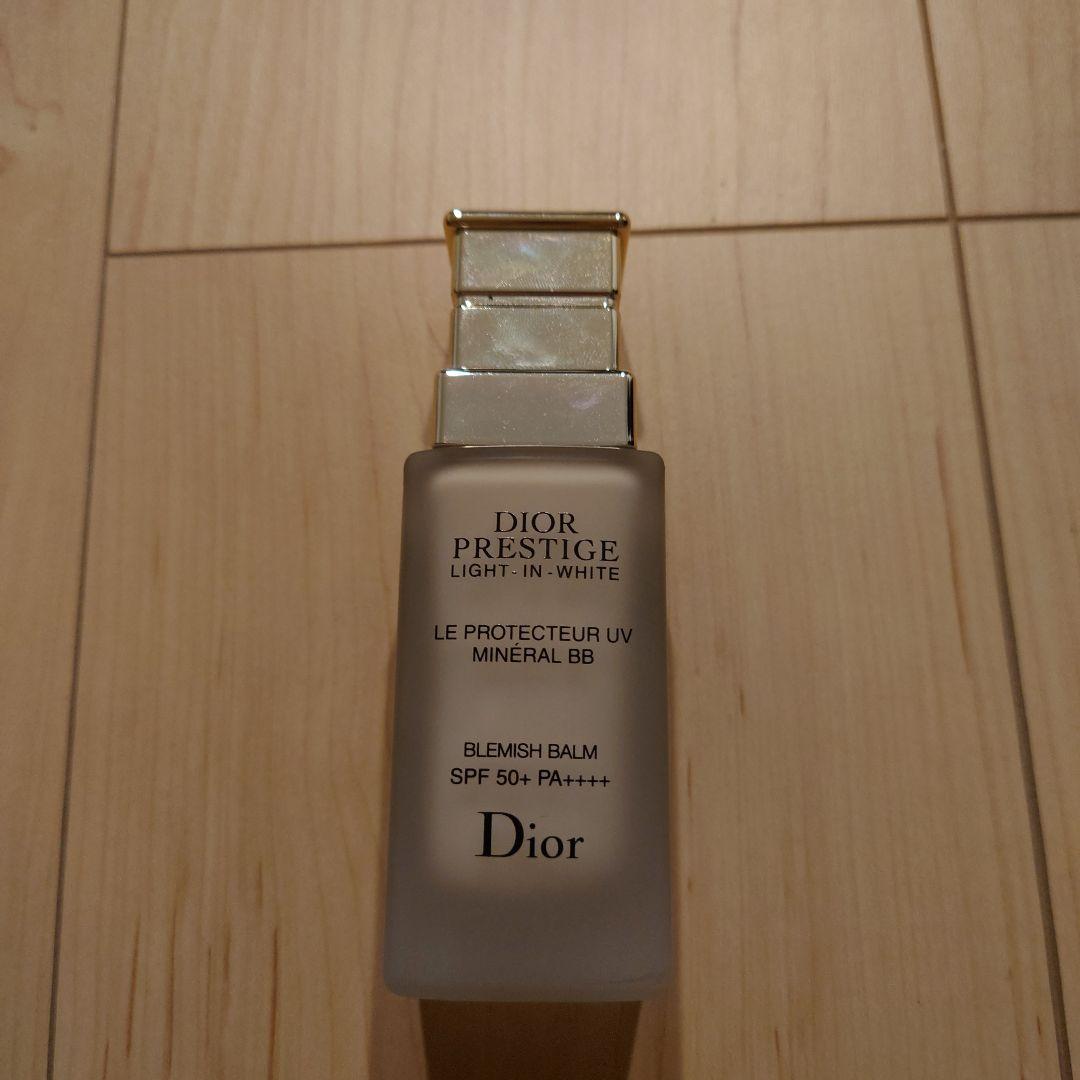 DIOR
PRESTIGE
LIGHT-IN-WHITE
LE PROTECTEUR UV
MINÉRAL BB
BLEMISH BALM
SPF 50+ PA++++
Dior